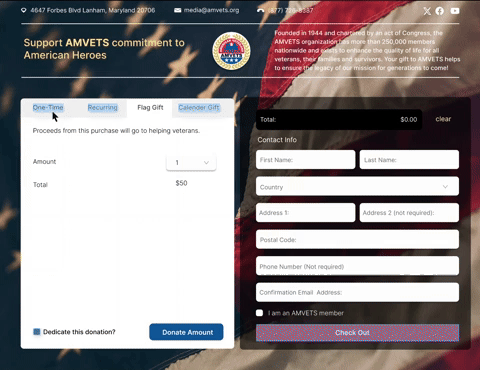 4647 Forbes Blvd Lanham, Maryland 20706
media@amvets.org
Support AMVETS commitment to
American Heroes
Founded in 1944 and chartered by an act of Congress, the
AMVETS organization has more than 250,000 members
nationwide and exists to enhance the quality of life for all
veterans, their families and survivors. Your gift to AMVETS helps
to ensure the legacy of our mission for generations to come!
One-Time
Recurring
Flag Gift
Calender Gift
Proceeds from this purchase will go to helping veterans.
Amount
1
Total
$50
Dedicate this donation?
Donate Amount
Total:
$0.00
clear
Contact Info
First Name:
Last Name:
Country
Address 1:
Address 2 (not required):
Postal Code:
Phone Number (Not required)
Confirmation Email Address:
I am an AMVETS member
Check Out